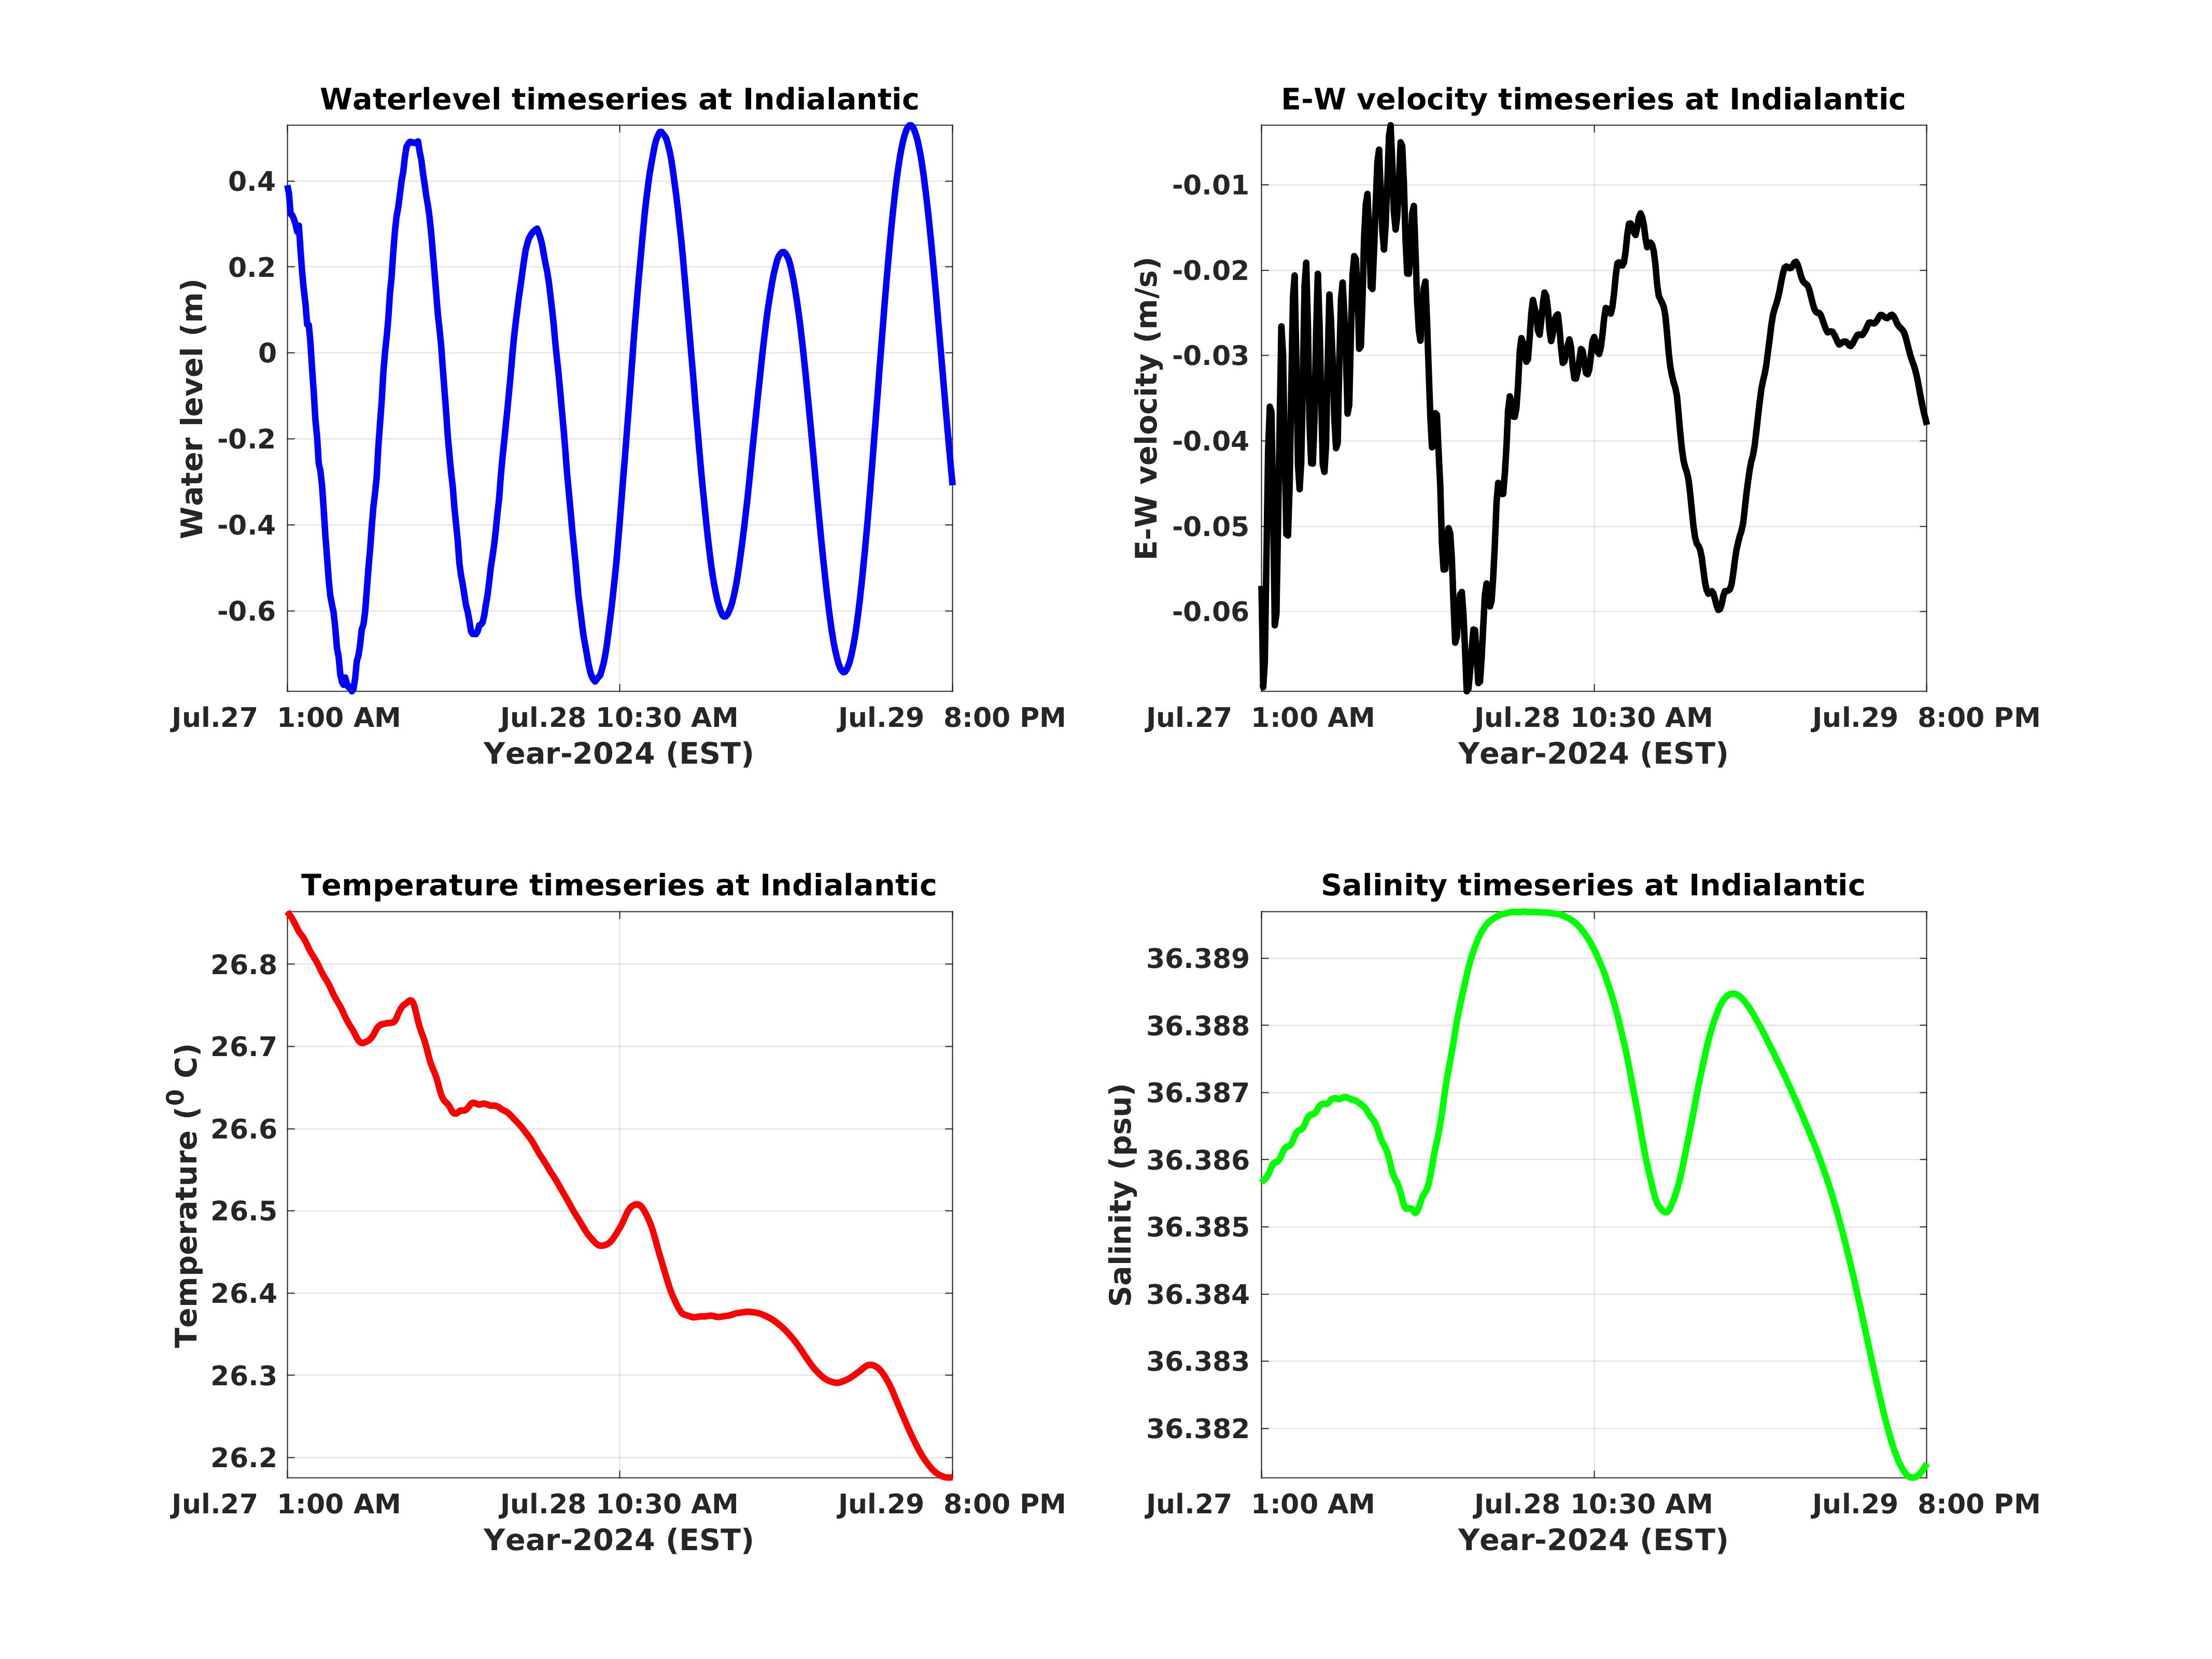 Waterlevel timeseries at Indialantic
0.4
0.2
0
-0.2
-0.4
-0.6
Water level (m)
Jul.27 1:00 AM Jul.28 10:30 AM Jul.29 8:00 PM
Year-2024 (EST)
E-W velocity timeseries at Indialantic
-0.01
-0.02
-0.03
-0.04
-0.05
-0.06
E-W velocity (m/s)
Jul.27 1:00 AM Jul.28 10:30 AM Jul.29 8:00 PM
Year-2024 (EST)
Temperature timeseries at Indialantic
26.8
26.7
26.6
26.5
26.4
26.3
26.2
Temperature (⁰ C)
Jul.27 1:00 AM Jul.28 10:30 AM Jul.29 8:00 PM
Year-2024 (EST)
Salinity timeseries at Indialantic
36.389
36.388
36.387
36.386
36.385
36.384
36.383
36.382
Salinity (psu)
Jul.27 1:00 AM Jul.28 10:30 AM Jul.29 8:00 PM
Year-2024 (EST)